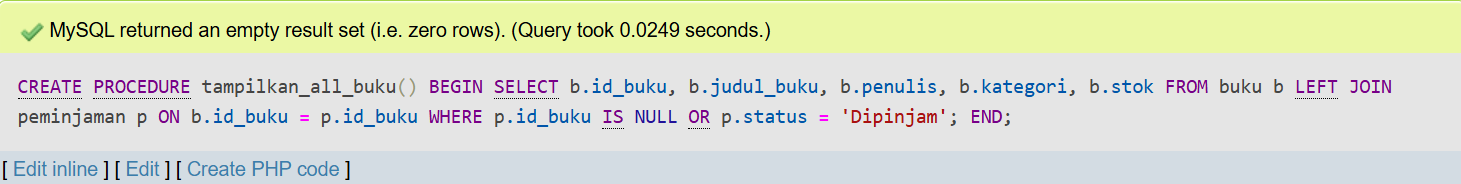 MySQL returned an empty result set (i.e. zero rows). (Query took 0.0249 seconds.)
CREATE PROCEDURE tampilkan_all_buku() BEGIN SELECT b.id_buku, b.judul_buku, b.penulis, b.kategori, b.stok FROM buku b LEFT JOIN
peminjaman p ON b.id_buku = p.id_buku WHERE p.id_buku IS NULL OR p.status = 'Dipinjam'; END;
[ Edit inline ] [ Edit ] [ Create PHP code ]